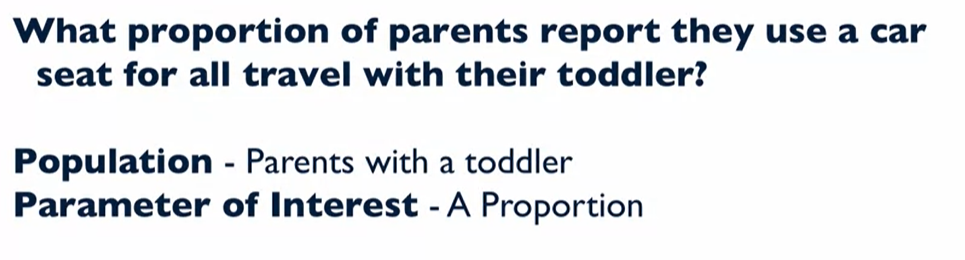 What proportion of parents report they use a car
seat for all travel with their toddler?
Population - Parents with a toddler
Parameter of Interest - A Proportion